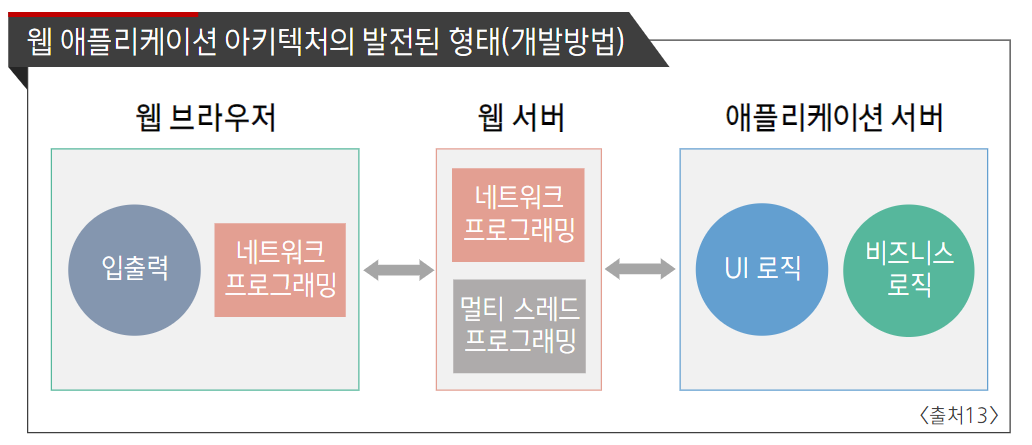 웹 애플리케이션 아키텍처의 발전된 형태(개발방법)
웹 브라우저
웹 서버
애플리케이션 서버
입출력
네트워크
프로그래밍
네트워크
프로그래밍
멀티 스레드
프로그래밍
UI 로직
비즈니스
로직
〈출처13〉